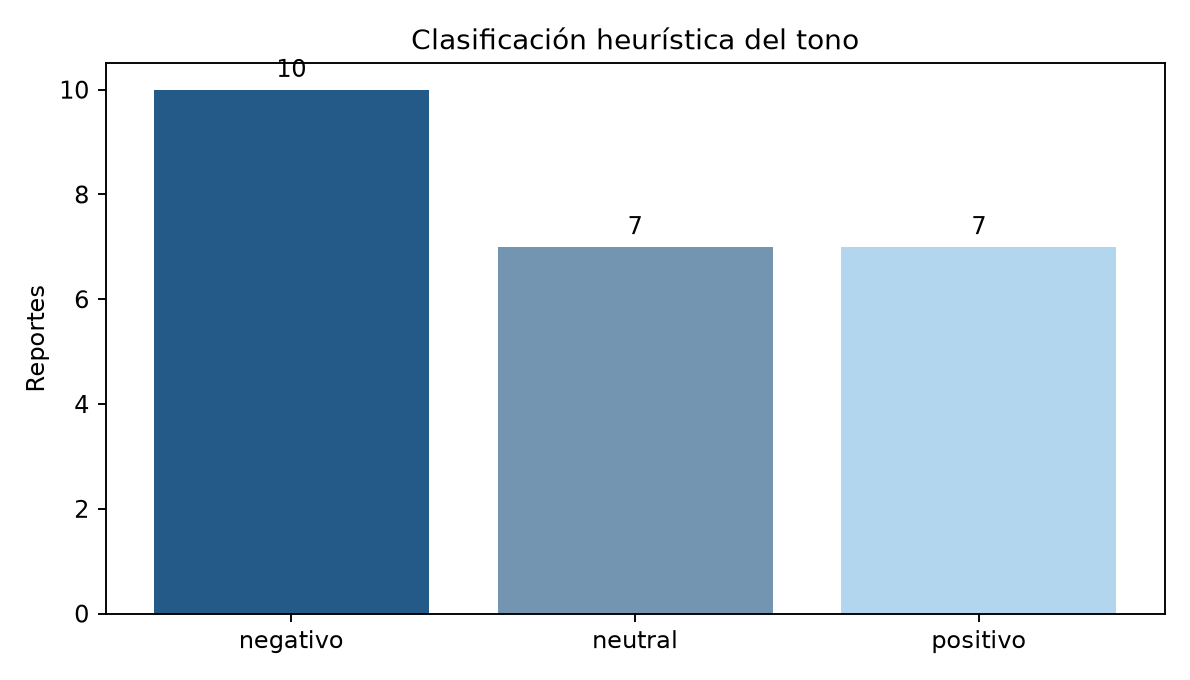 Clasificación heurística del tono
10
7
7
10
8
6
4
2
0
Reportes
negativo
neutral
positivo